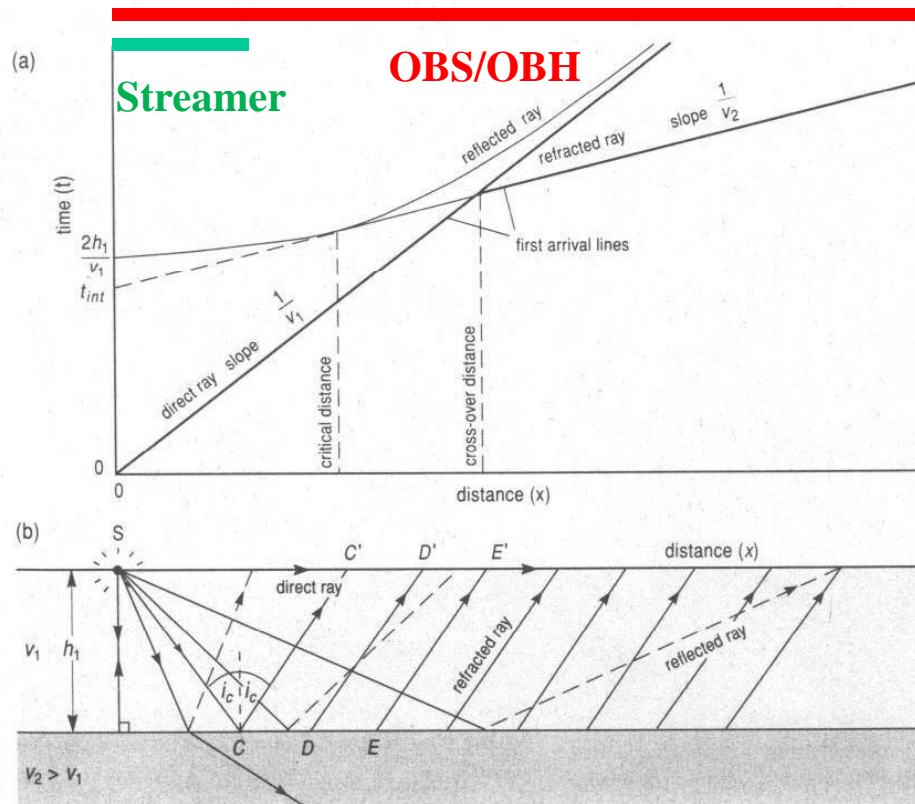 (a)
OBS/OBH
Streamer
reflected ray
refracted ray slope 1/v2
time (t)
2h1/v1
tint
first arrival lines
direct ray slope 1/v1
critical distance
cross-over distance
0
0
distance (x)
(b)
S
C' D' E' distance (x)
direct ray
v1 h1
ic ic
refracted ray
reflected ray
C D E
v2 > v1